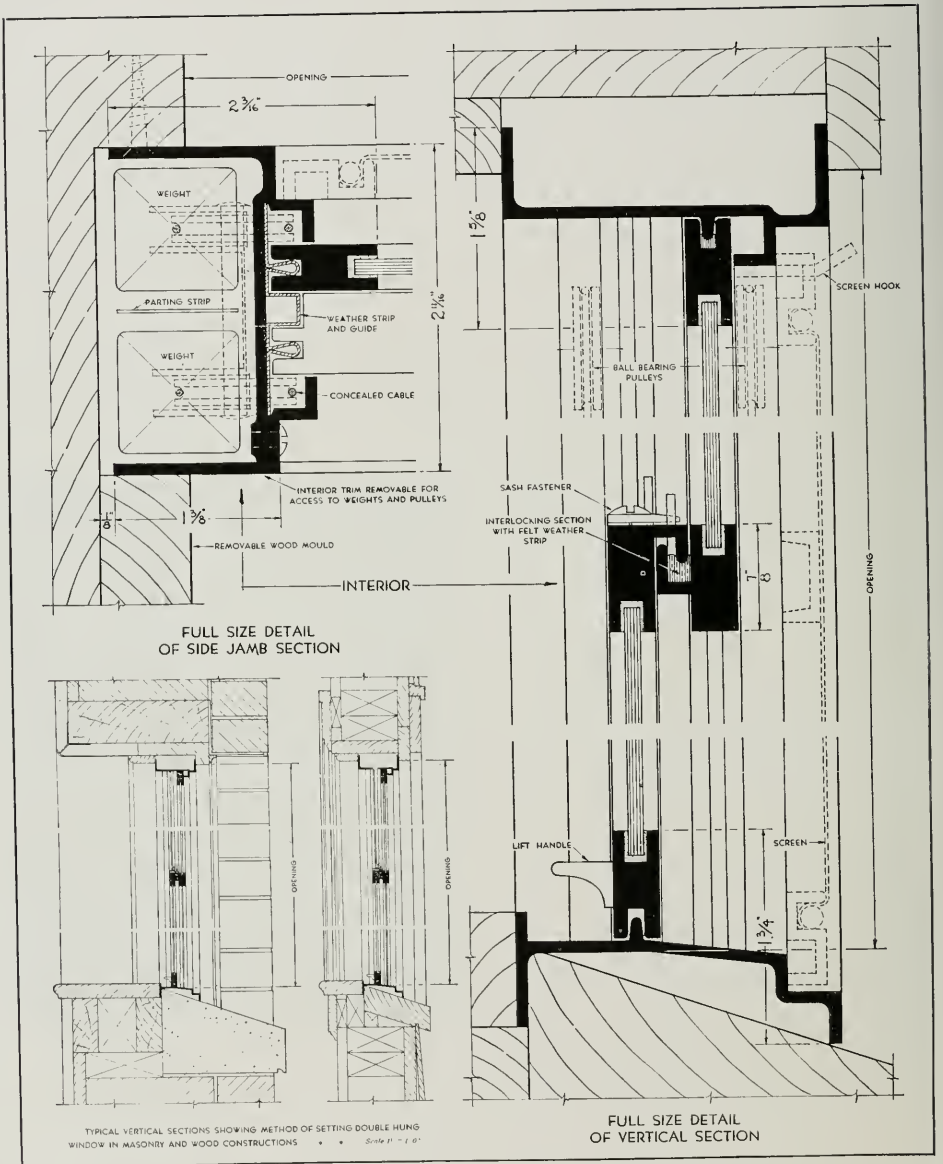 OPENING
2 3/16"
WEIGHT
PARTING STRIP
WEATHER STRIP
AND GUIDE
WEIGHT
CONCEALED CABLE
2 11/16"
INTERIOR TRIM REMOVABLE FOR
ACCESS TO WEIGHTS AND PULLEYS
1/8"
1 3/8"
REMOVABLE WOOD MOULD
INTERIOR
FULL SIZE DETAIL
OF SIDE JAMB SECTION
1 5/8"
SCREEN HOOK
BALL BEARING
PULLEYS
SASH FASTENER
INTERLOCKING SECTION
WITH FELT WEATHER
STRIP
7/8"
OPENING
LIFT HANDLE
SCREEN
1 3/4"
FULL SIZE DETAIL
OF VERTICAL SECTION
OPENING
OPENING
TYPICAL VERTICAL SECTIONS SHOWING METHOD OF SETTING DOUBLE HUNG
WINDOW IN MASONRY AND WOOD CONSTRUCTIONS • • Scale 1" = 1'-0"